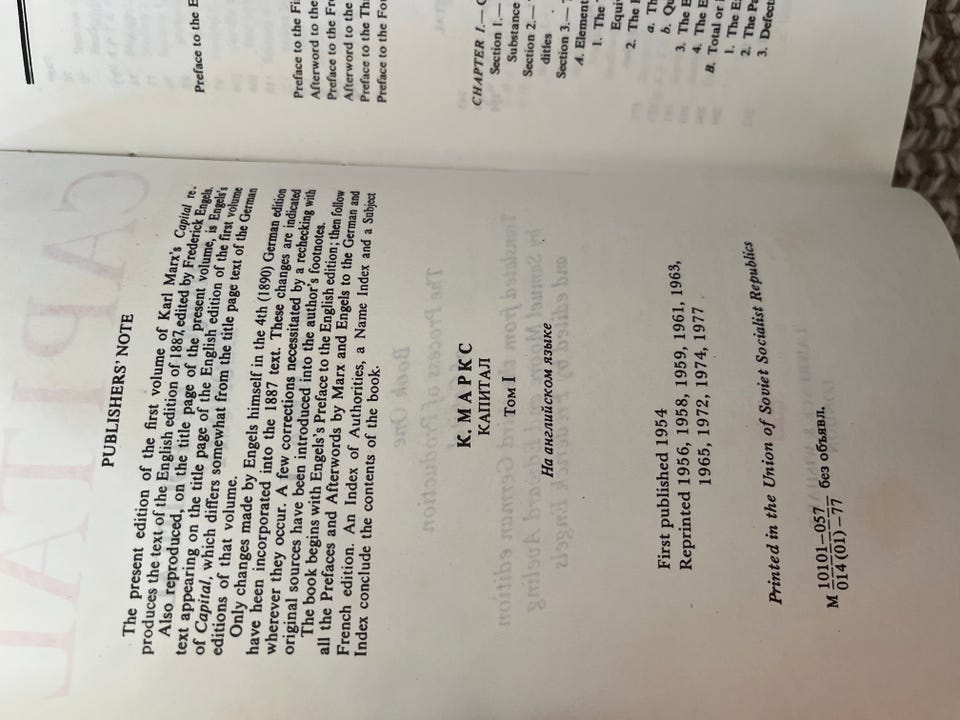 PUBLISHERS' NOTE
The present edition of the first volume of Karl Marx's Capital re-
produces the text of the English edition of 1887, edited by Frederick Engels.
Also reproduced, on the title page of the present volume, is Engels's
text appearing on the title page of the English edition of the first volume
of Capital, which differs somewhat from the title page text of the German
editions of that volume.
Only changes made by Engels himself in the 4th (1890) German edition
have been incorporated into the 1887 text. These changes are indicated
wherever they occur. A few corrections necessitated by a rechecking with
original sources have been introduced into the author's footnotes.
The book begins with Engels's Preface to the English edition; then follow
all the Prefaces and Afterwords by Marx and Engels to the German and
French edition. An Index of Authorities, a Name Index and a Subject
Index conclude the contents of the book.
К. МАРКС
КАПИТАЛ
Том I
На английском языке
First published 1954
Reprinted 1956, 1958, 1959, 1961, 1963,
1965, 1972, 1974, 1977
Printed in the Union of Soviet Socialist Republics
М 10101–057 без объявл.
014(01)–77
Preface to the E
Preface to the Fi
Afterword to the
Preface to the Fre
Afterword to the
Preface to the Thi
Preface to the Fou
CHAPTER I.—C
Section 1.—
Substance
Section 2.—
dities
Section 3.—
A. Element
1. The
Equi
2. The
a. Th
b. Qu
3. The E
4. The E
B. Total or
1. The Ex
2. The Pa
3. Defect